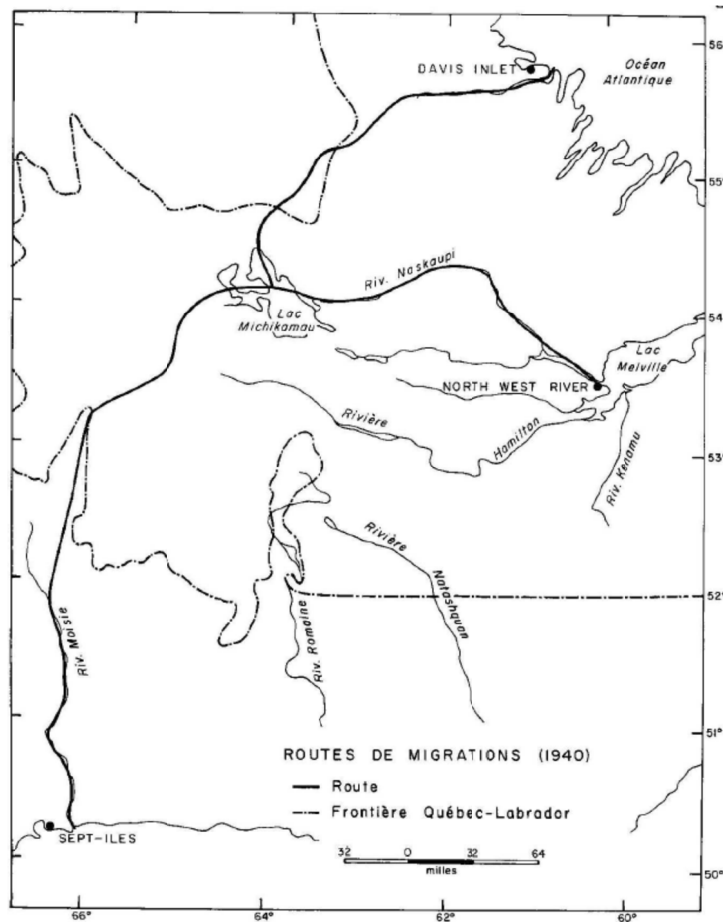 56°
DAVIS INLET
Océan
Atlantique
55°
Riv. Naskaupi
Lac
Michikamau
54°
Lac
Melville
NORTH WEST RIVER
Rivière
Hamilton
53°
Riv. Kenamu
Rivière
Natashquan
52°
Riv. Moisie
Riv. Romaine
51°
ROUTES DE MIGRATIONS (1940)
Route
Frontière Québec-Labrador
SEPT-ILES
32 0 32 64
milles
50°
66° 64° 62° 60°